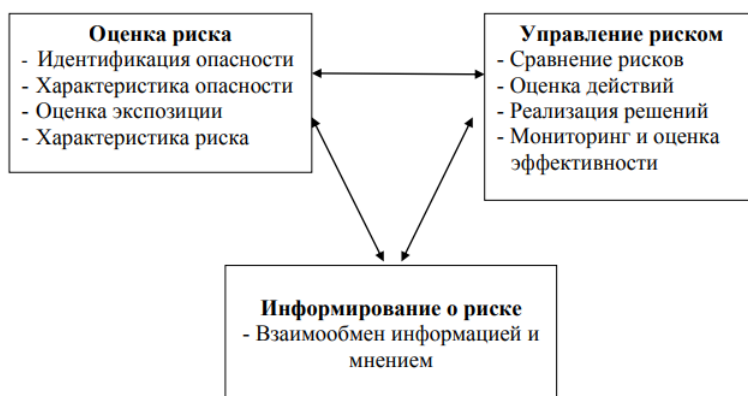 Оценка риска
- Идентификация опасности
- Характеристика опасности
- Оценка экспозиции
- Характеристика риска
Управление риском
- Сравнение рисков
- Оценка действий
- Реализация решений
- Мониторинг и оценка
эффективности
Информирование о риске
- Взаимообмен информацией и
мнением